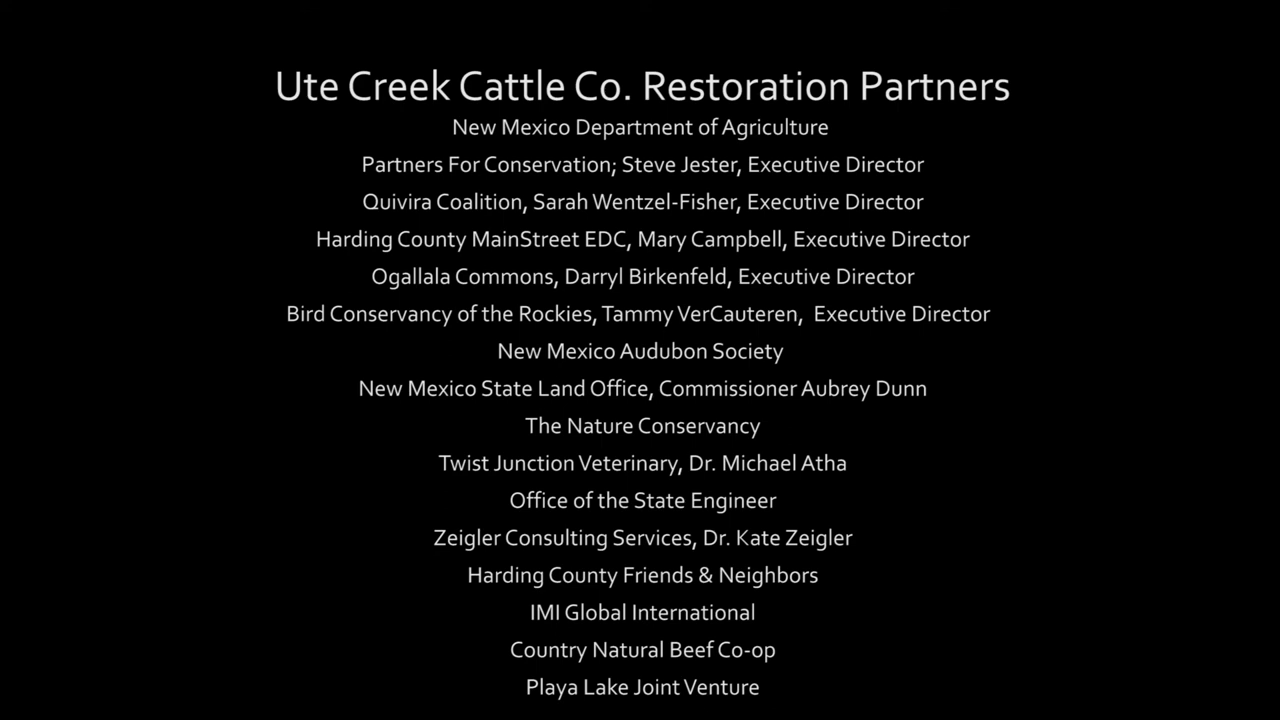 Ute Creek Cattle Co. Restoration Partners
New Mexico Department of Agriculture
Partners For Conservation; Steve Jester, Executive Director
Quivira Coalition, Sarah Wentzel-Fisher, Executive Director
Harding County MainStreet EDC, Mary Campbell, Executive Director
Ogallala Commons, Darryl Birkenfeld, Executive Director
Bird Conservancy of the Rockies, Tammy VerCauteren,  Executive Director
New Mexico Audubon Society
New Mexico State Land Office, Commissioner Aubrey Dunn
The Nature Conservancy
Twist Junction Veterinary, Dr. Michael Atha
Office of the State Engineer
Zeigler Consulting Services, Dr. Kate Zeigler
Harding County Friends & Neighbors
IMI Global International
Country Natural Beef Co-op
Playa Lake Joint Venture